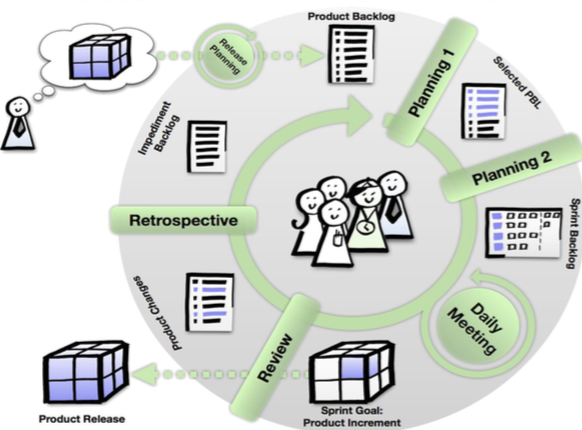 Product Backlog
Release
Planning
Planning 1
Selected PBL
Planning 2
Sprint Backlog
Daily
Meeting
Sprint Goal:
Product Increment
Review
Product Release
Product Changes
Retrospective
Impediment
Backlog